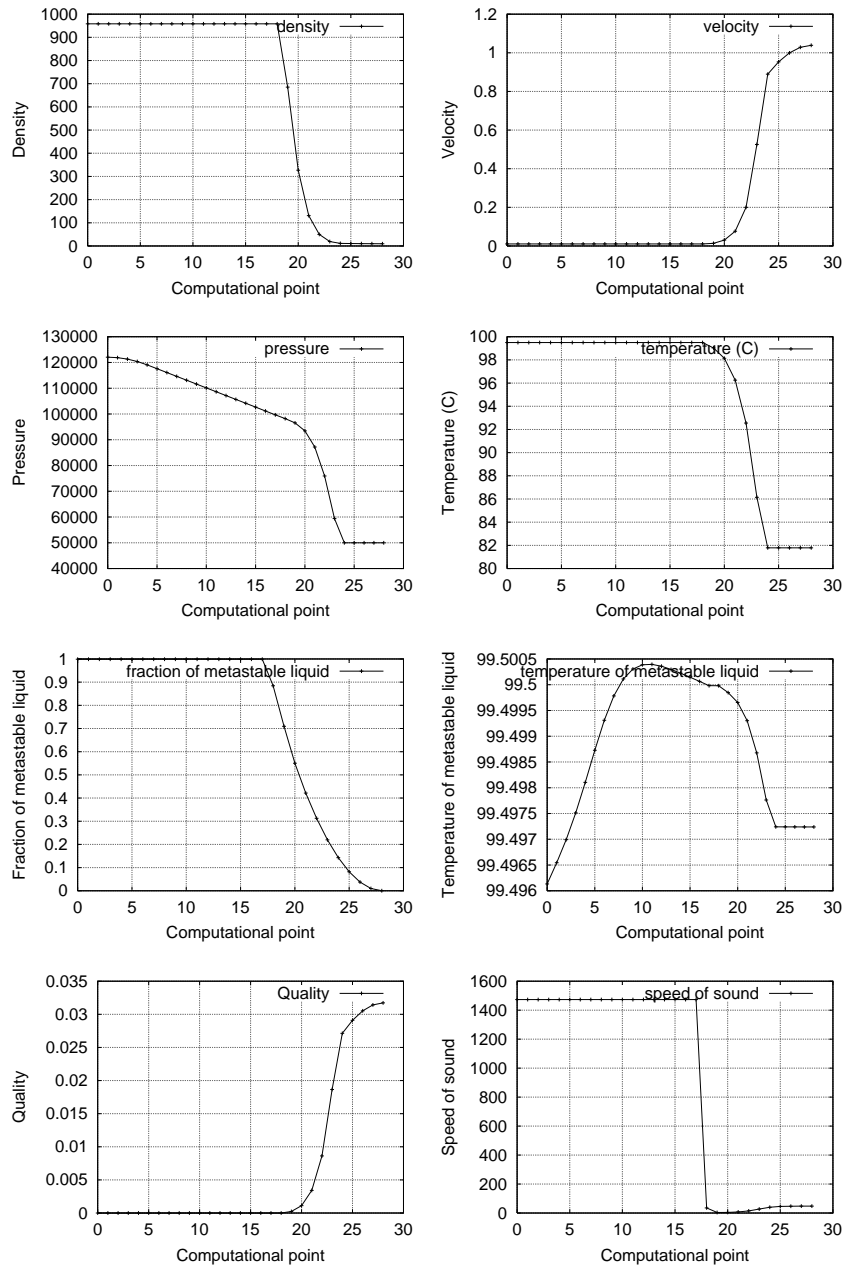 1000
900
800
700
600
500
400
300
200
100
0
0 5 10 15 20 25 30
Density
Computational point
density
1.2
1
0.8
0.6
0.4
0.2
0
0 5 10 15 20 25 30
Velocity
Computational point
velocity
130000
120000
110000
100000
90000
80000
70000
60000
50000
40000
0 5 10 15 20 25 30
Pressure
Computational point
pressure
100
98
96
94
92
90
88
86
84
82
80
0 5 10 15 20 25 30
Temperature (C)
Computational point
temperature (C)
1
0.9
0.8
0.7
0.6
0.5
0.4
0.3
0.2
0.1
0
0 5 10 15 20 25 30
Fraction of metastable liquid
Computational point
fraction of metastable liquid
99.5005
99.5
99.4995
99.499
99.4985
99.498
99.4975
99.497
99.4965
99.496
0 5 10 15 20 25 30
Temperature of metastable liquid
Computational point
temperature of metastable liquid
0.035
0.03
0.025
0.02
0.015
0.01
0.005
0
0 5 10 15 20 25 30
Quality
Computational point
Quality
1600
1400
1200
1000
800
600
400
200
0
0 5 10 15 20 25 30
Speed of sound
Computational point
speed of sound